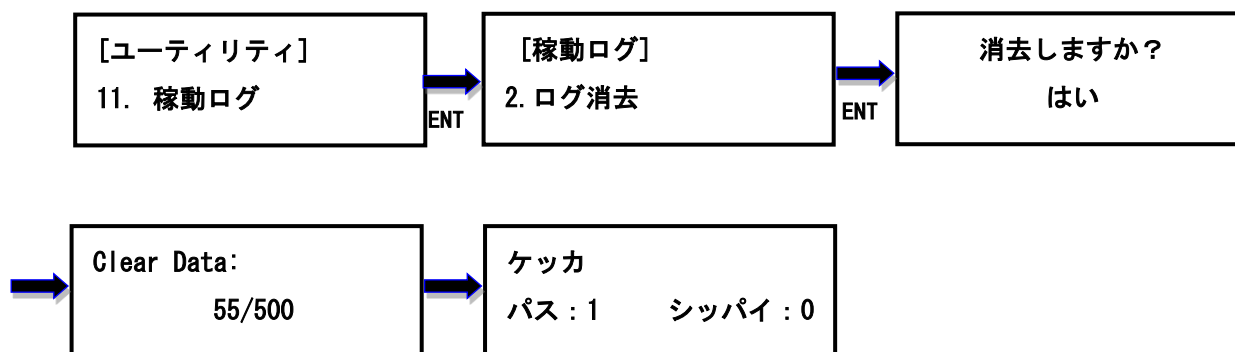 [ユーティリティ]
11. 稼動ログ
ENT
[稼動ログ]
2.ログ消去
ENT
消去しますか？
はい
Clear Data:
55/500
ケッカ
パス：1 シッパイ：0